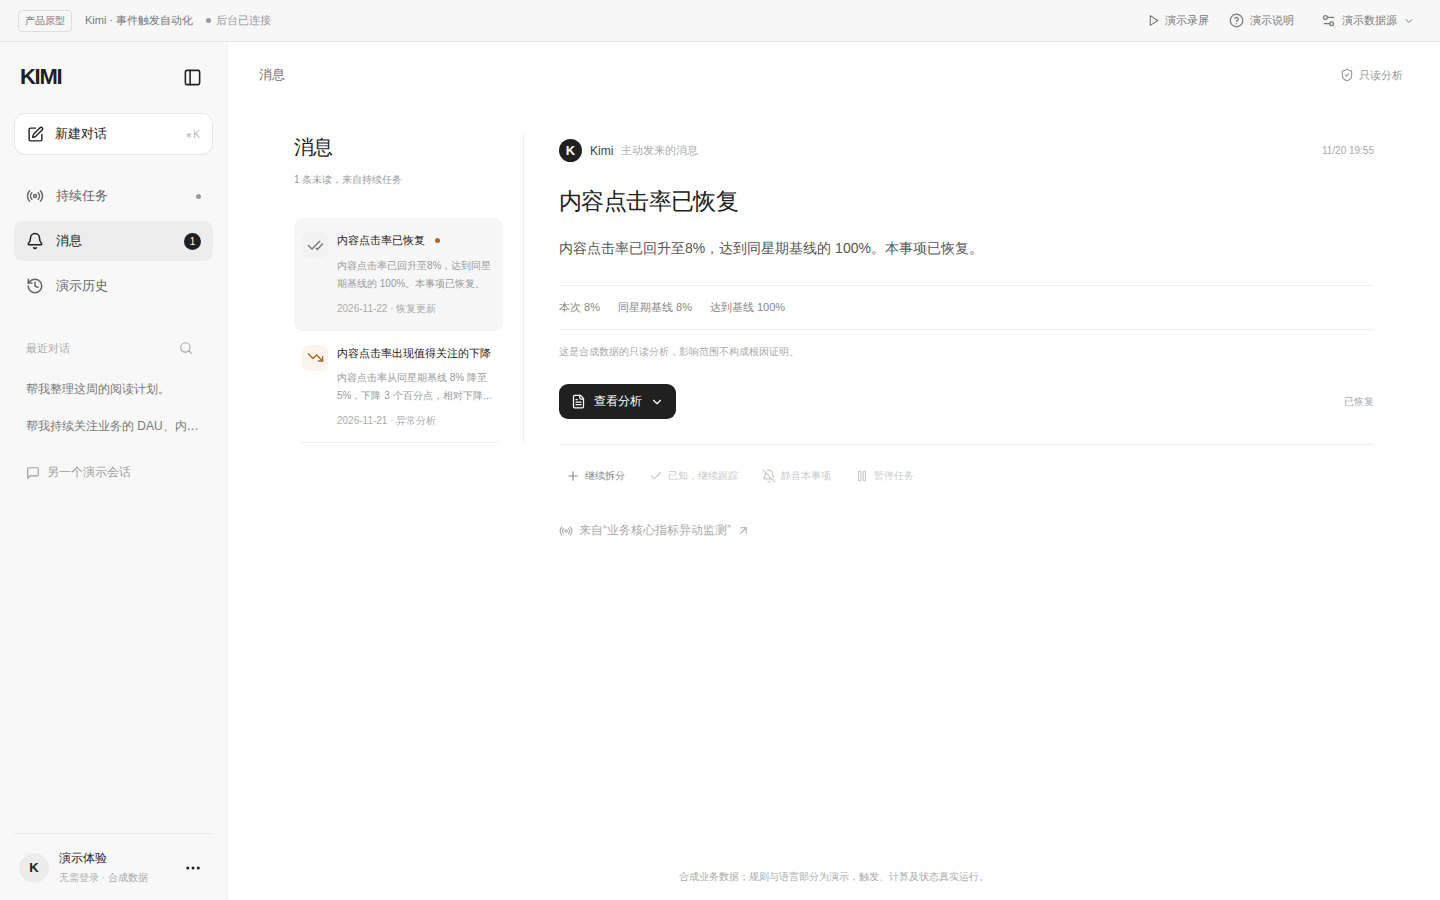 产品原型
Kimi · 事件触发自动化
后台已连接
演示录屏
演示说明
演示数据源
KIMI
新建对话
⌘K
持续任务
消息
1
演示历史
最近对话
帮我整理这周的阅读计划。
帮我持续关注业务的 DAU、内…
另一个演示会话
K
演示体验
无需登录 · 合成数据
消息
只读分析
消息
1 条未读，来自持续任务
内容点击率已恢复
内容点击率已回升至8%，达到同星
期基线的 100%。本事项已恢复。
2026-11-22 · 恢复更新
内容点击率出现值得关注的下降
内容点击率从同星期基线 8% 降至
5%，下降 3 个百分点，相对下降…
2026-11-21 · 异常分析
K
Kimi 主动发来的消息
11/20 19:55
内容点击率已恢复
内容点击率已回升至8%，达到同星期基线的 100%。本事项已恢复。
本次 8% 同星期基线 8% 达到基线 100%
这是合成数据的只读分析，影响范围不构成根因证明。
查看分析
已恢复
继续拆分
已知，继续跟踪
静音本事项
暂停任务
来自“业务核心指标异动监测”
合成业务数据；规则与语言部分为演示，触发、计算及状态真实运行。